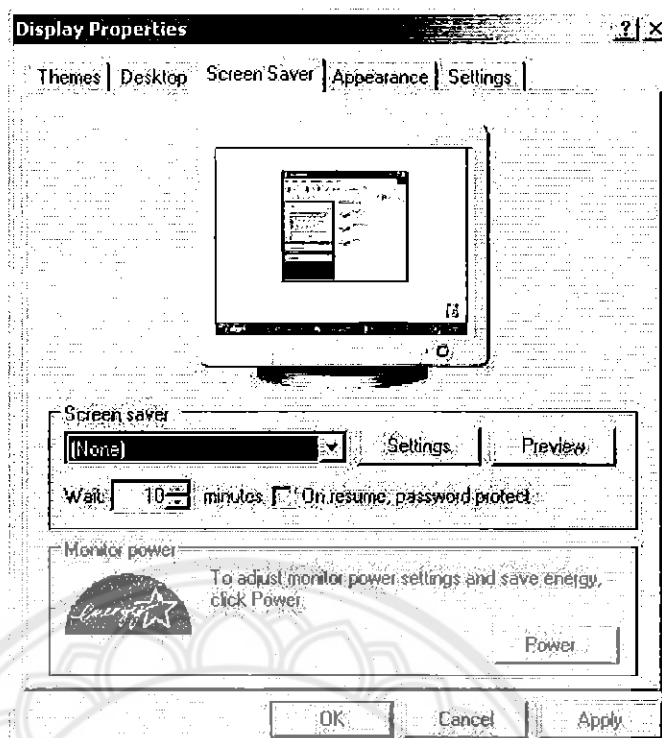 Display Properties
Themes Desktop Screen Saver Appearance Settings
Screen saver
(None) Settings Preview
Wait: 10 minutes On resume, password protect
Monitor power
To adjust monitor power settings and save energy,
click Power.
energy
Power
OK Cancel Apply